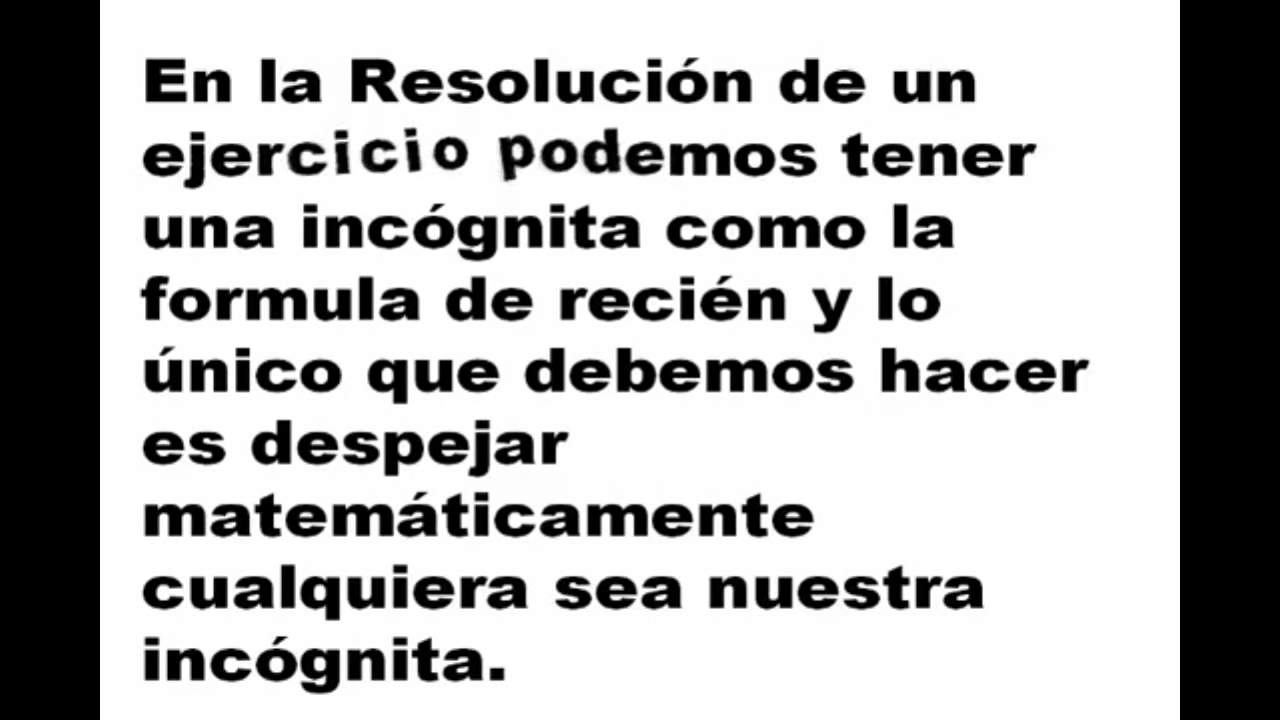 En la Resolución de un
ejercicio podemos tener
una incógnita como la
formula de recién y lo
único que debemos hacer
es despejar
matemáticamente
cualquiera sea nuestra
incógnita.